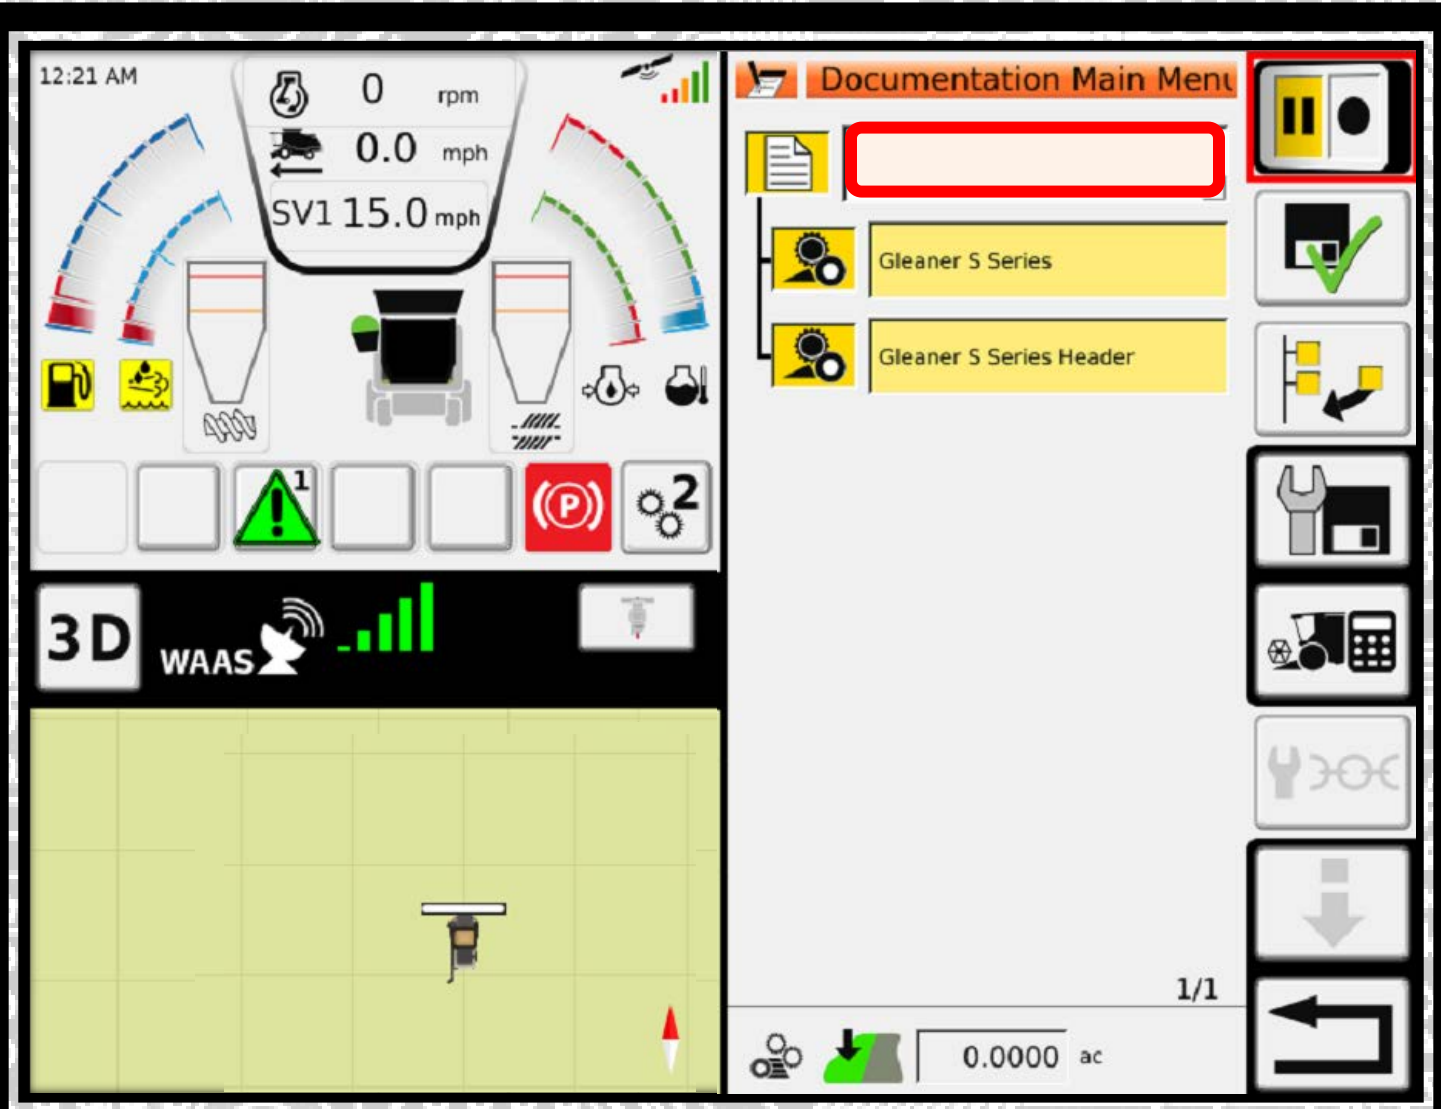 12:21 AM
0 rpm
0.0 mph
SV1 15.0 mph
1
(P)
2
3D
WAAS
Documentation Main Menu
Gleaner S Series
Gleaner S Series Header
1/1
0.0000 ac